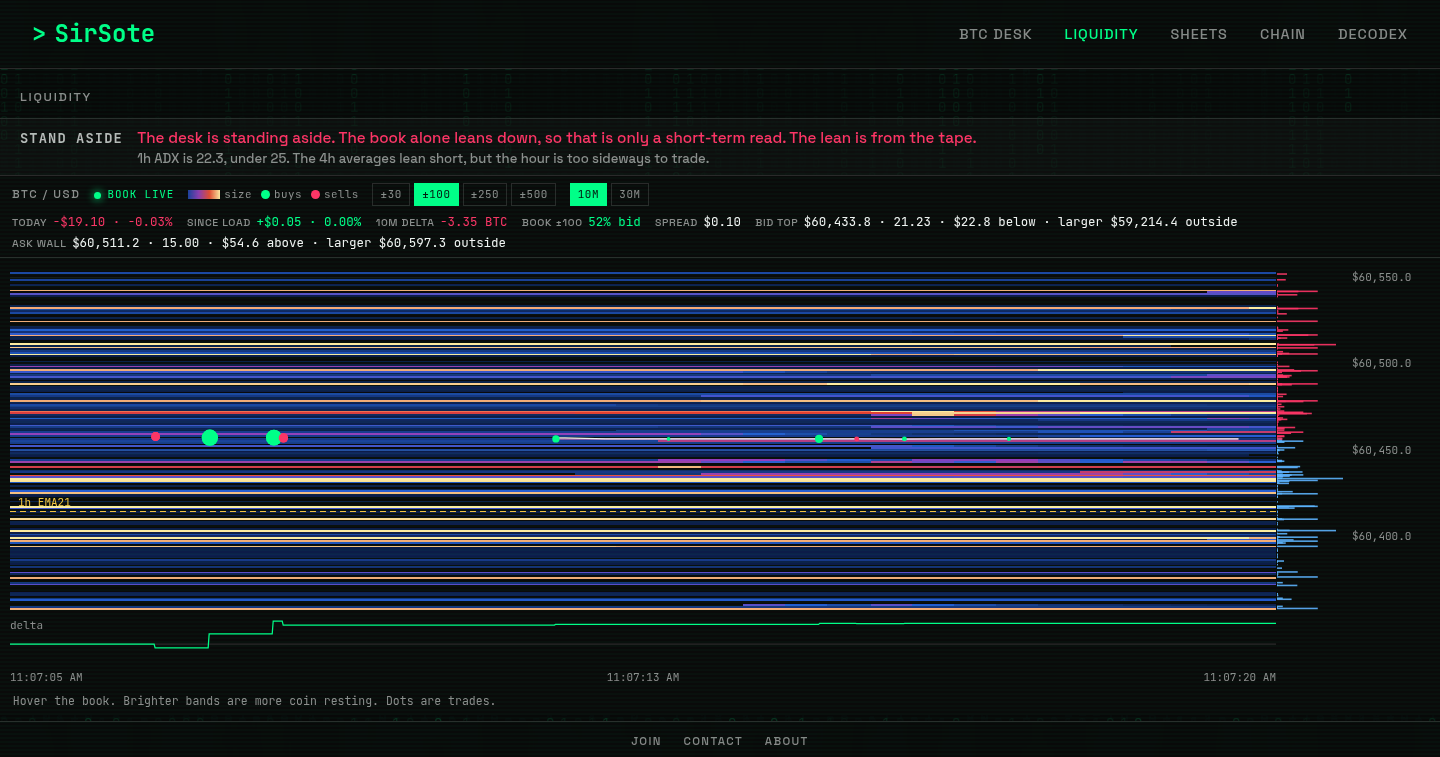 > SirSote
BTC DESK LIQUIDITY SHEETS CHAIN DECODEX
LIQUIDITY
STAND ASIDE The desk is standing aside. The book alone leans down, so that is only a short-term read. The lean is from the tape.
1h ADX is 22.3, under 25. The 4h averages lean short, but the hour is too sideways to trade.
BTC / USD BOOK LIVE size buys sells ±30 ±100 ±250 ±500 10M 30M
TODAY -$19.10 · -0.03% SINCE LOAD +$0.05 · 0.00% 10M DELTA -3.35 BTC BOOK ±100 52% bid SPREAD $0.10 BID TOP $60,433.8 · 21.23 · $22.8 below · larger $59,214.4 outside
ASK WALL $60,511.2 · 15.00 · $54.6 above · larger $60,597.3 outside
$60,550.0
$60,500.0
$60,450.0
1h EMA21
$60,400.0
delta
11:07:05 AM 11:07:13 AM 11:07:20 AM
Hover the book. Brighter bands are more coin resting. Dots are trades.
JOIN CONTACT ABOUT